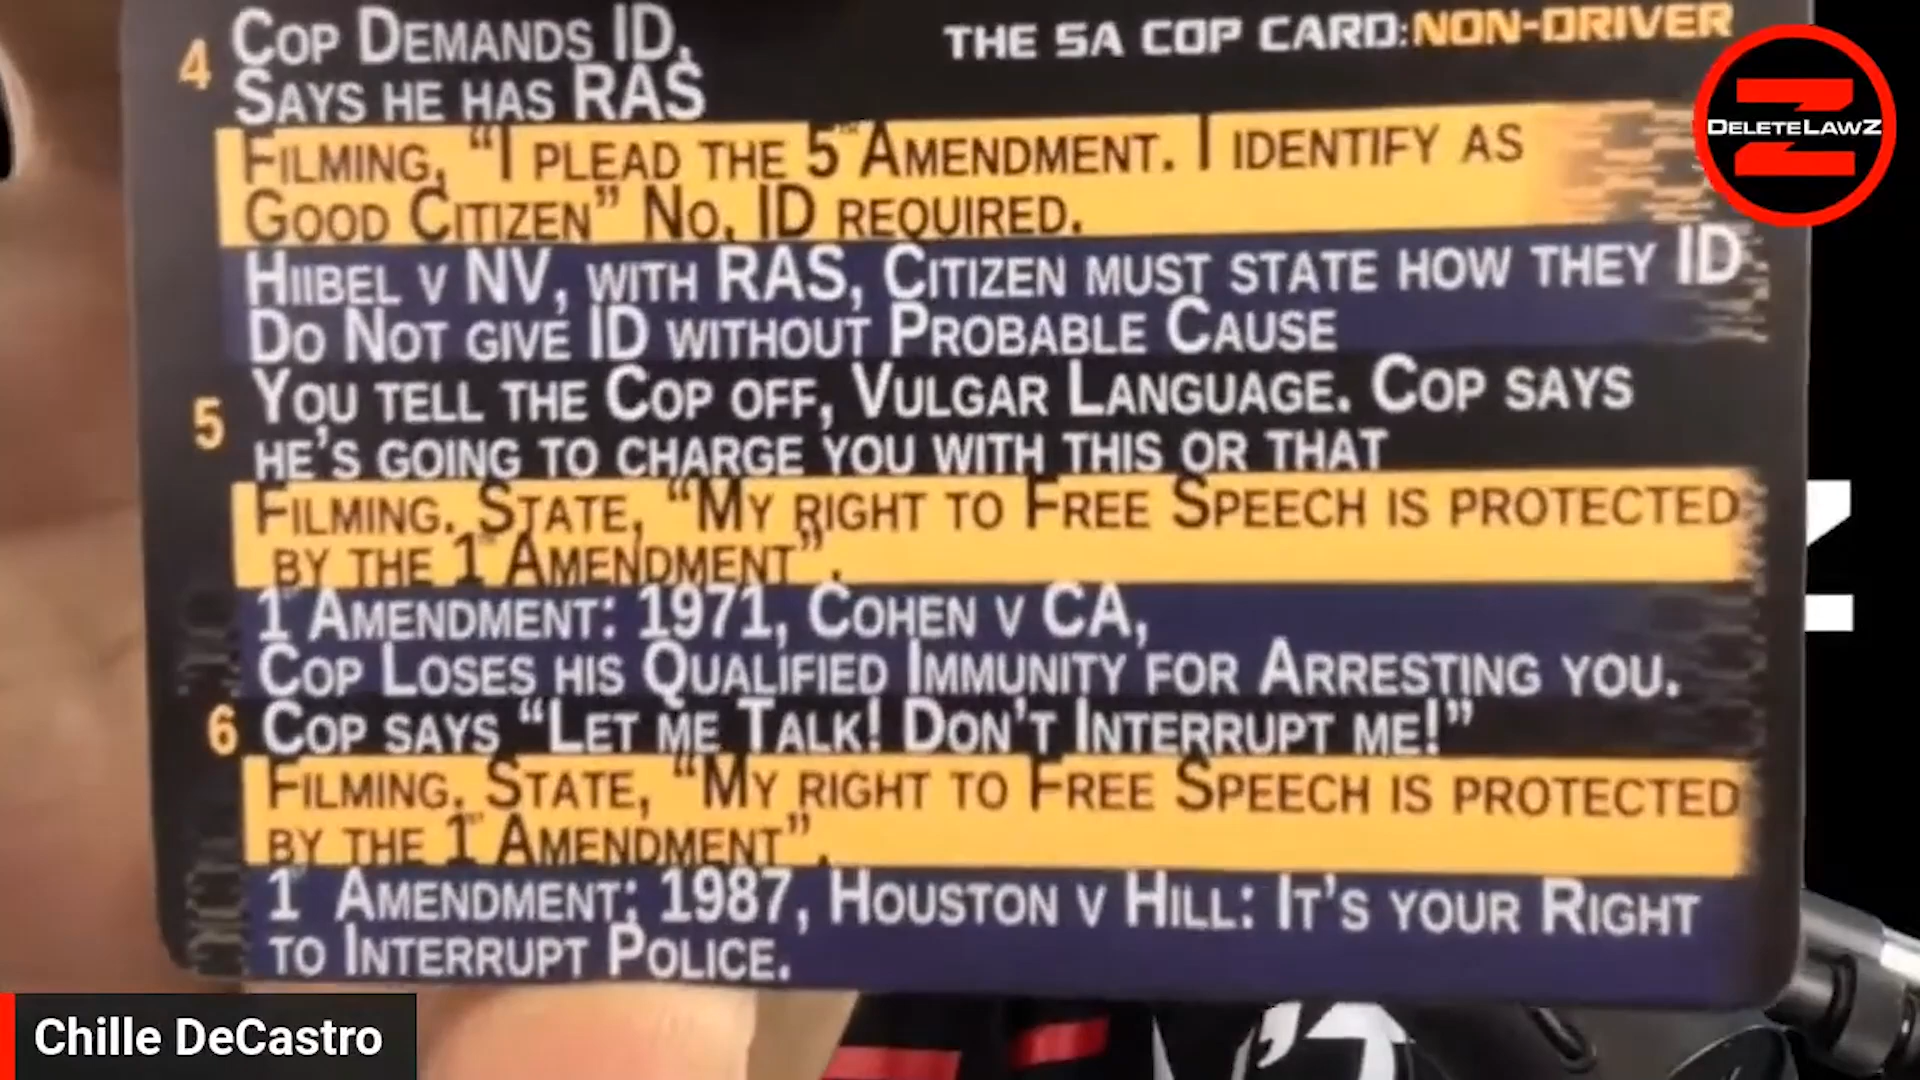 THE 5A COP CARD: NON-DRIVER
4 COP DEMANDS ID.
SAYS HE HAS RAS
FILMING, "I PLEAD THE 5TH AMENDMENT. I IDENTIFY AS
GOOD CITIZEN" NO. ID REQUIRED.
HIIBEL V NV, WITH RAS, CITIZEN MUST STATE HOW THEY ID
DO NOT GIVE ID WITHOUT PROBABLE CAUSE
5 YOU TELL THE COP OFF, VULGAR LANGUAGE. COP SAYS
HE'S GOING TO CHARGE YOU WITH THIS OR THAT
FILMING. STATE, "MY RIGHT TO FREE SPEECH IS PROTECTED
BY THE 1ST AMENDMENT".
1ST AMENDMENT: 1971, COHEN V CA,
COP LOSES HIS QUALIFIED IMMUNITY FOR ARRESTING YOU.
6 COP SAYS "LET ME TALK! DON'T INTERRUPT ME!"
FILMING. STATE, "MY RIGHT TO FREE SPEECH IS PROTECTED
BY THE 1ST AMENDMENT".
1ST AMENDMENT: 1987, HOUSTON V HILL: IT'S YOUR RIGHT
TO INTERRUPT POLICE.
DELETELAWZ
Chille DeCastro